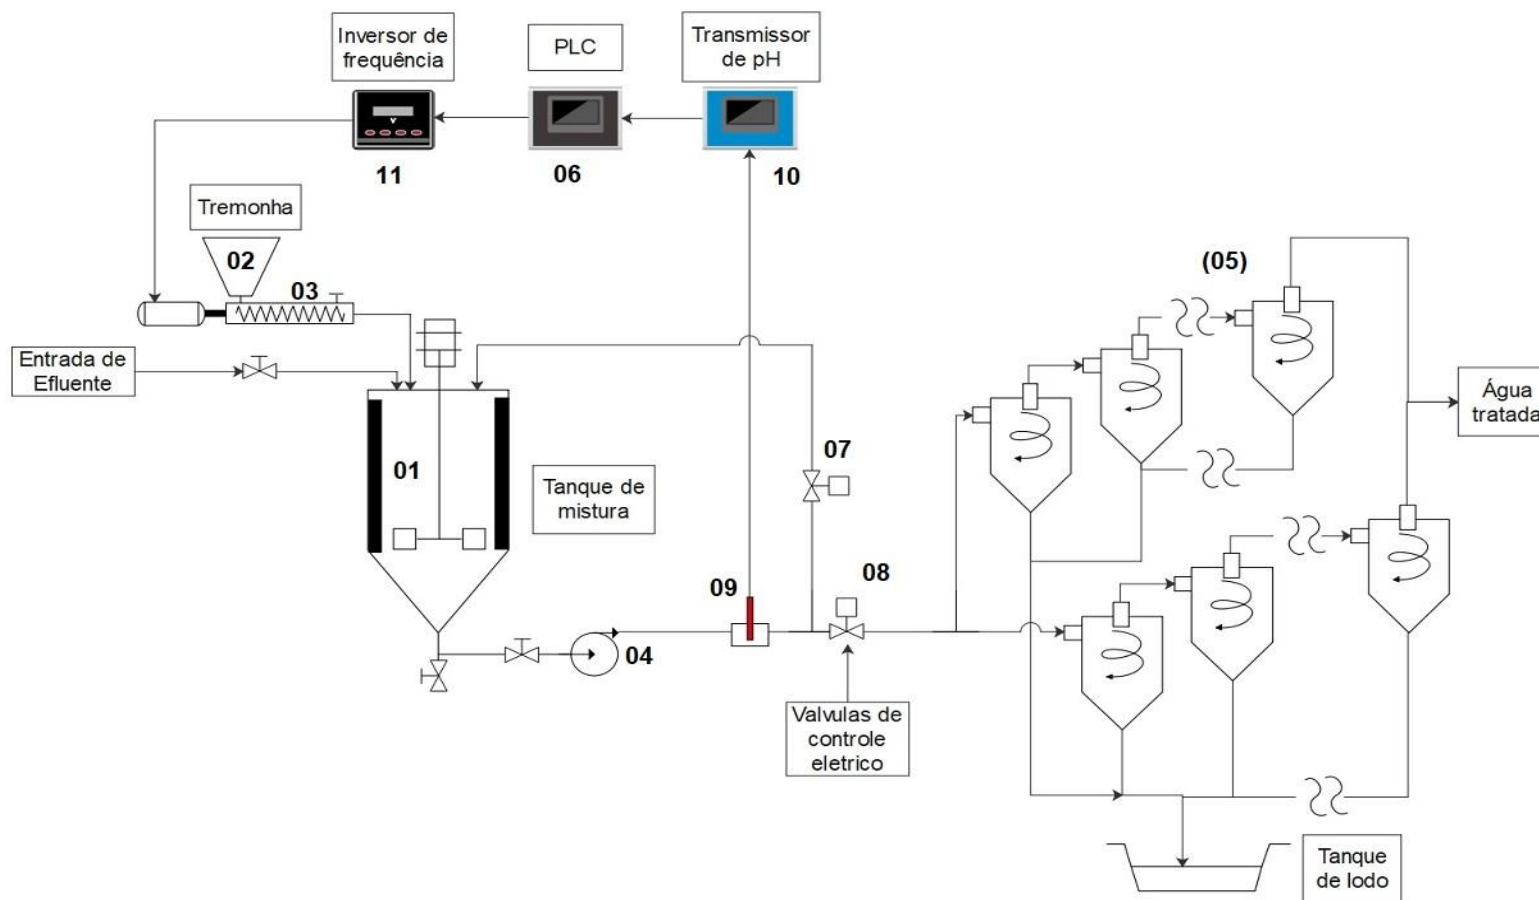 Inversor de
frequência
PLC
Transmissor
de pH
11
06
10
Tremonha
02
03
(05)
Entrada de
Efluente
Água
tratada
01
07
Tanque de
mistura
09
08
04
Valvulas de
controle
eletrico
Tanque
de lodo